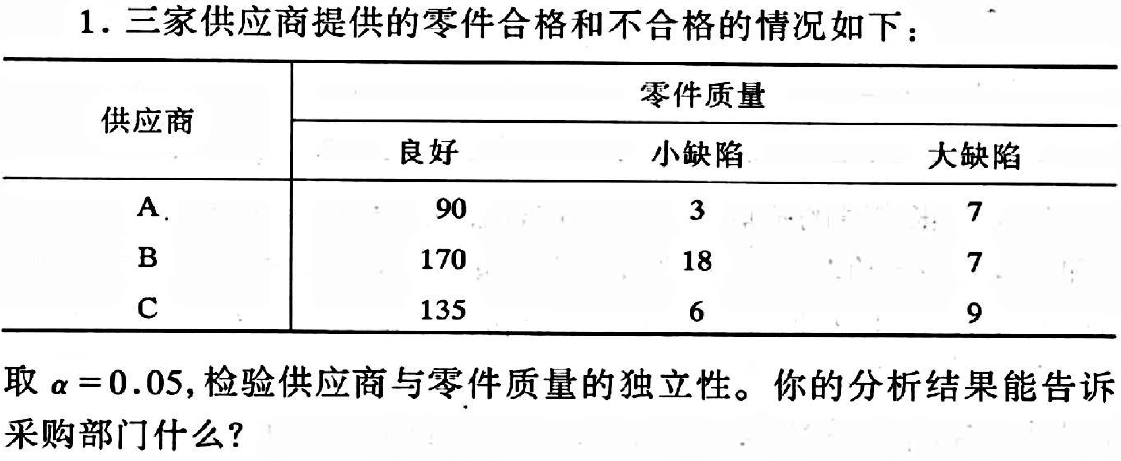 1. 三家供应商提供的零件合格和不合格的情况如下：
供应商 零件质量
良好 小缺陷 大缺陷
A 90 3 7
B 170 18 7
C 135 6 9
取 α=0.05,检验供应商与零件质量的独立性。你的分析结果能告诉
采购部门什么?